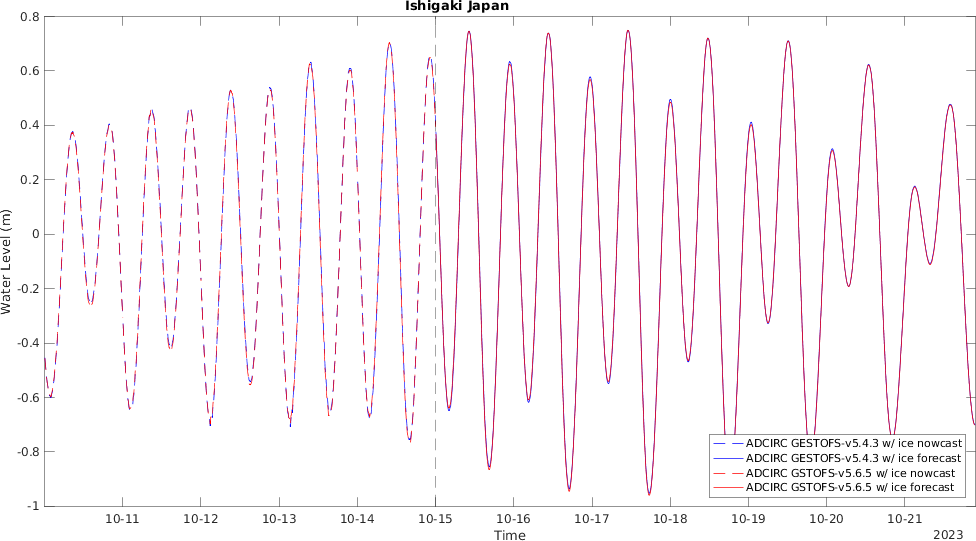 Ishigaki Japan
0.8
0.6
0.4
0.2
0
-0.2
-0.4
-0.6
-0.8
-1
Water Level (m)
ADCIRC GESTOFS-v5.4.3 w/ ice nowcast
ADCIRC GESTOFS-v5.4.3 w/ ice forecast
ADCIRC GSTOFS-v5.6.5 w/ ice nowcast
ADCIRC GSTOFS-v5.6.5 w/ ice forecast
10-11 10-12 10-13 10-14 10-15 10-16 10-17 10-18 10-19 10-20 10-21
Time
2023